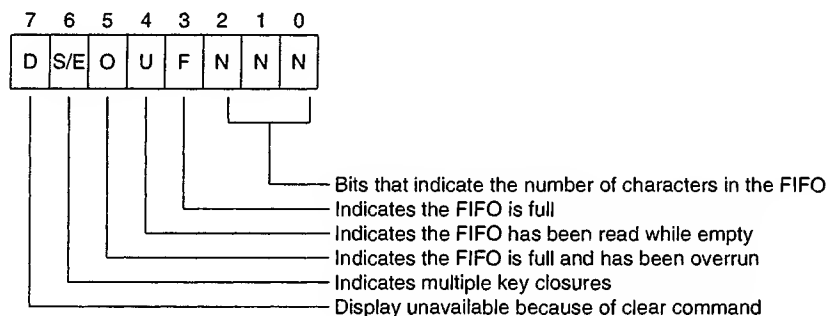 7 6 5 4 3 2 1 0
D S/E O U F N N N
Bits that indicate the number of characters in the FIFO
Indicates the FIFO is full
Indicates the FIFO has been read while empty
Indicates the FIFO is full and has been overrun
Indicates multiple key closures
Display unavailable because of clear command